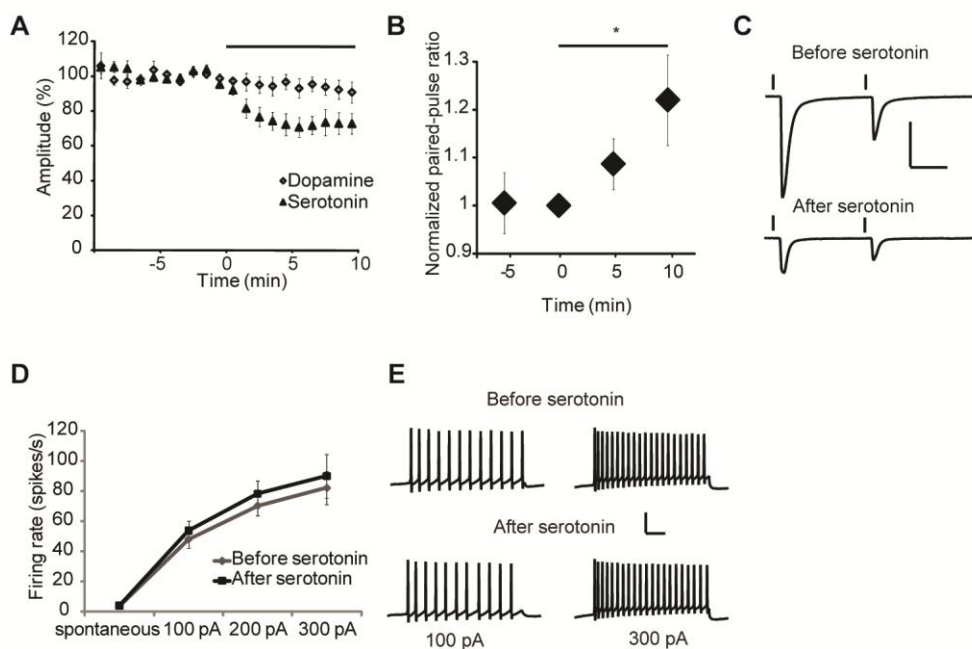 A
Amplitude (%)
120
100
80
60
40
20
0
-5
0
5
10
Time (min)
Dopamine
Serotonin
B
Normalized paired-pulse ratio
1.3
1.2
1.1
1
0.9
*
-5
0
5
10
Time (min)
C
Before serotonin
After serotonin
D
Firing rate (spikes/s)
120
100
80
60
40
20
0
Before serotonin
After serotonin
spontaneous 100 pA 200 pA 300 pA
E
Before serotonin
After serotonin
100 pA
300 pA